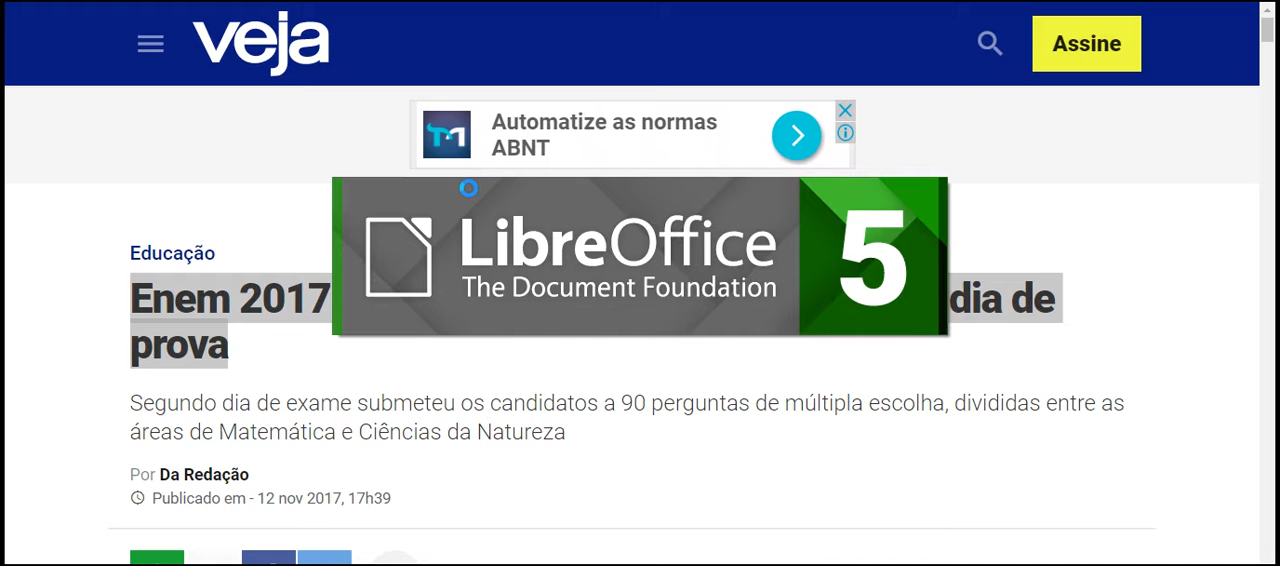 veja
Assine
Automatize as normas
ABNT
LibreOffice
The Document Foundation
5
Educação
Enem 2017 dia de
prova
Segundo dia de exame submeteu os candidatos a 90 perguntas de múltipla escolha, divididas entre as
áreas de Matemática e Ciências da Natureza
Por Da Redação
Publicado em - 12 nov 2017, 17h39